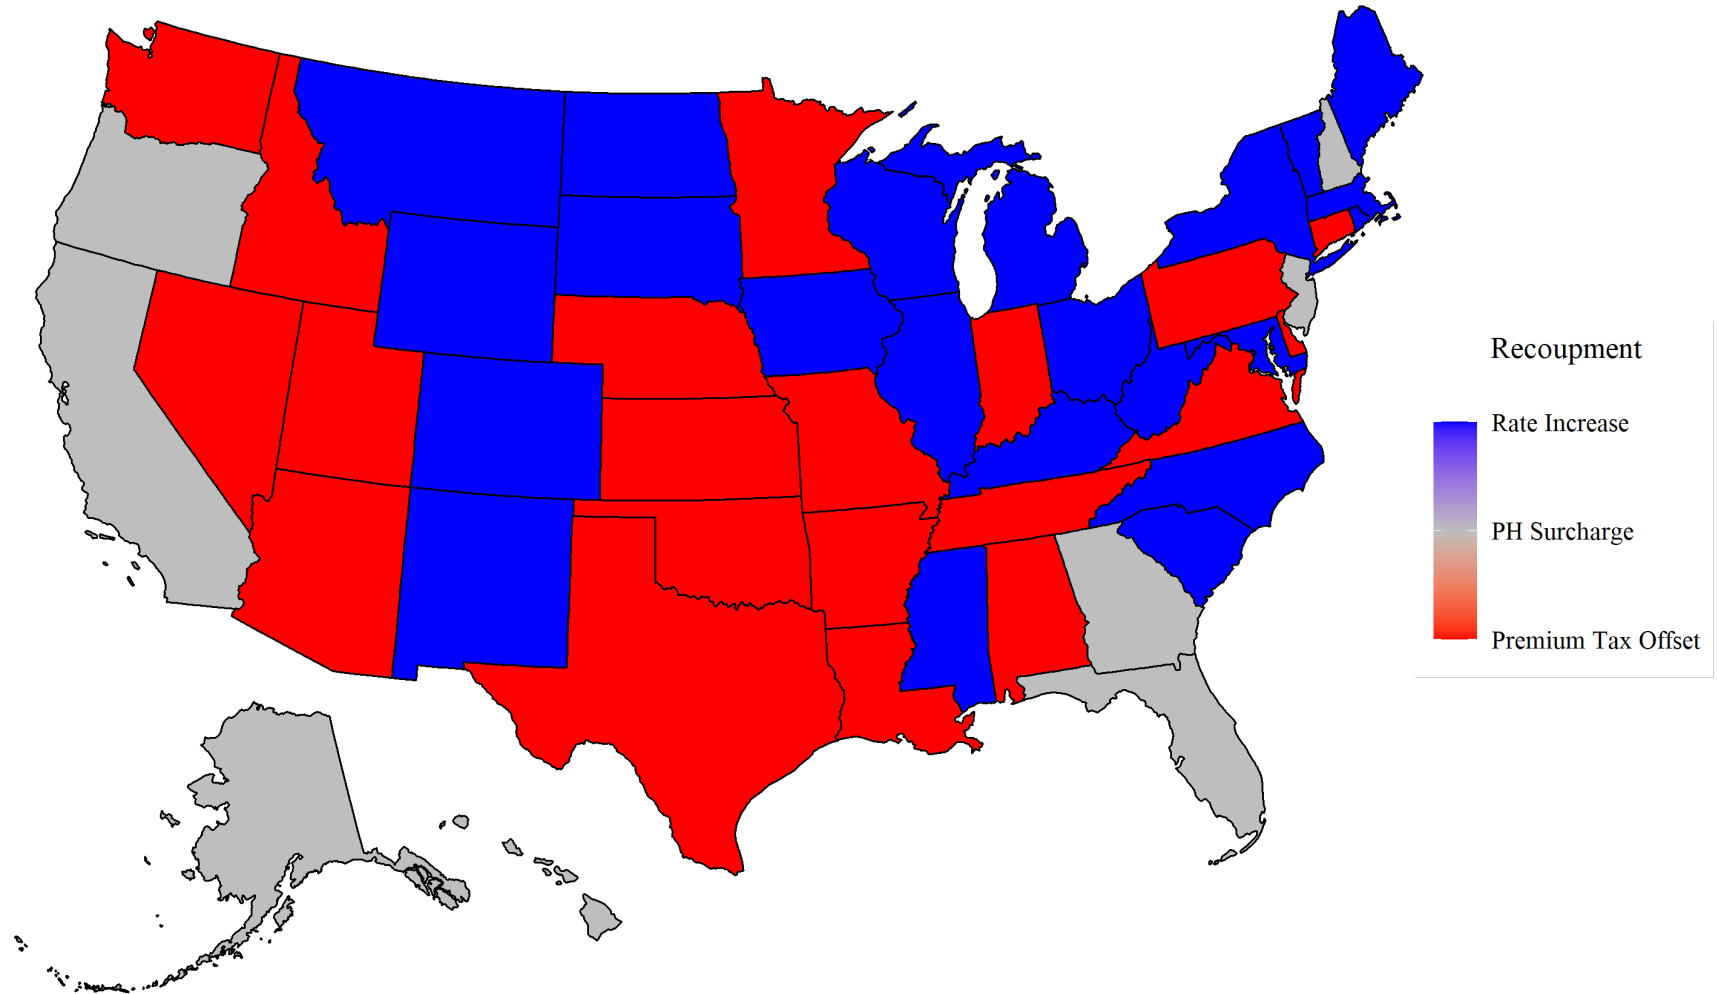 Recoupment
Rate Increase
PH Surcharge
Premium Tax Offset